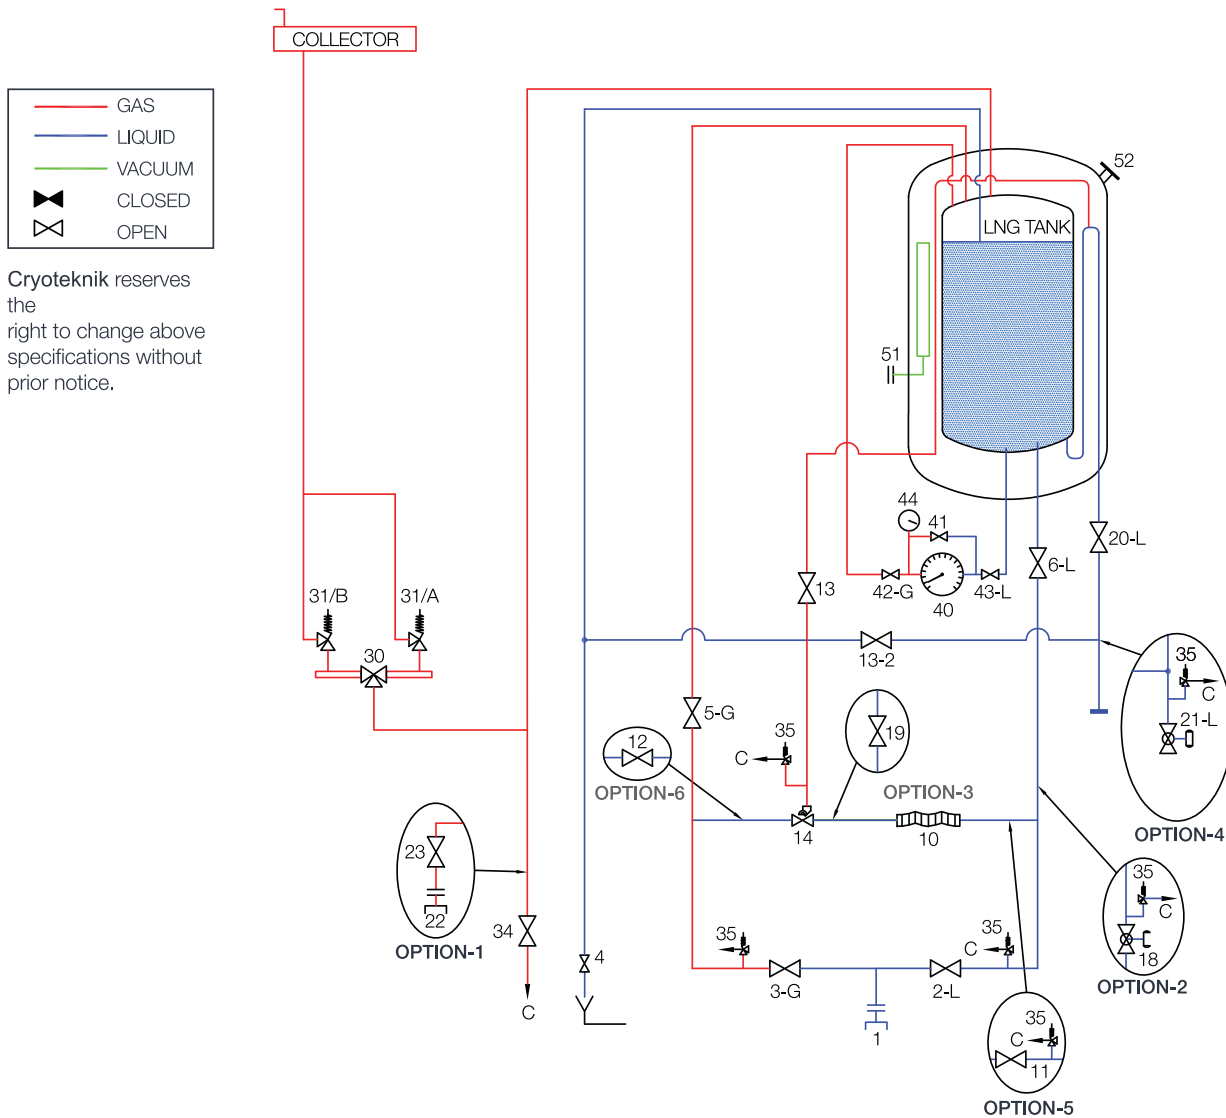 COLLECTOR
GAS
LIQUID
VACUUM
CLOSED
OPEN
Cryoteknik reserves
the
right to change above
specifications without
prior notice.
52
LNG TANK
51
44
41
20-L
6-L
42-G
40
43-L
13
31/B
31/A
30
13-2
35
C
21-L
OPTION-4
5-G
12
OPTION-6
35
C
19
OPTION-3
14
10
23
22
OPTION-1
34
C
4
35
3-G
1
35
C
2-L
35
C
18
OPTION-2
35
C
11
OPTION-5